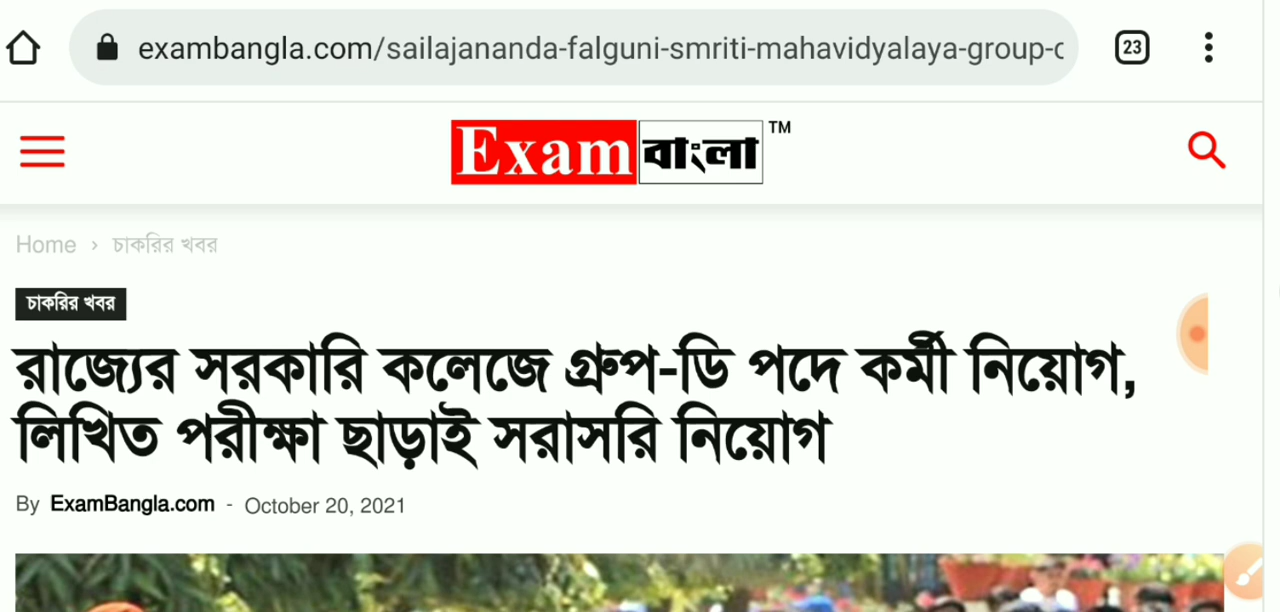 exambangla.com/sailajananda-falguni-smriti-mahavidyalaya-group-
23
Exam বাংলা TM
Home › চাকরির খবর
চাকরির খবর
রাজ্যের সরকারি কলেজে গ্রুপ-ডি পদে কর্মী নিয়োগ,
লিখিত পরীক্ষা ছাড়াই সরাসরি নিয়োগ
By ExamBangla.com - October 20, 2021